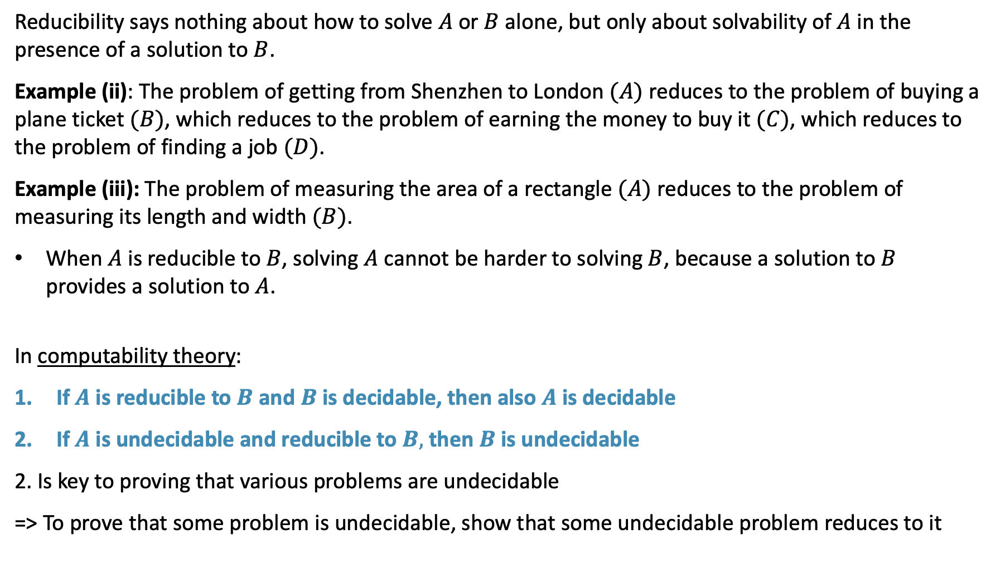 Reducibility says nothing about how to solve A or B alone, but only about solvability of A in the
presence of a solution to B.
Example (ii): The problem of getting from Shenzhen to London (A) reduces to the problem of buying a
plane ticket (B), which reduces to the problem of earning the money to buy it (C), which reduces to
the problem of finding a job (D).
Example (iii): The problem of measuring the area of a rectangle (A) reduces to the problem of
measuring its length and width (B).
• When A is reducible to B, solving A cannot be harder to solving B, because a solution to B
provides a solution to A.
In computability theory:
1. If A is reducible to B and B is decidable, then also A is decidable
2. If A is undecidable and reducible to B, then B is undecidable
2. Is key to proving that various problems are undecidable
=> To prove that some problem is undecidable, show that some undecidable problem reduces to it